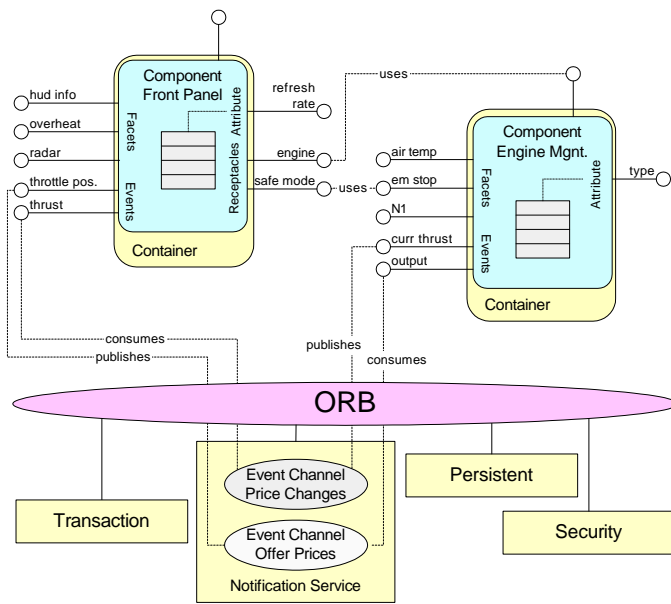 Component
Front Panel
refresh
rate
hud info
overheat
radar
throttle pos.
thrust
Facets
Events
Attribute
Receptacles
engine
safe mode
Container
uses
uses
Component
Engine Mgnt.
air temp
em stop
N1
curr thrust
output
Facets
Events
Attribute
type
Container
consumes
publishes
publishes
consumes
ORB
Transaction
Event Channel
Price Changes
Event Channel
Offer Prices
Notification Service
Persistent
Security